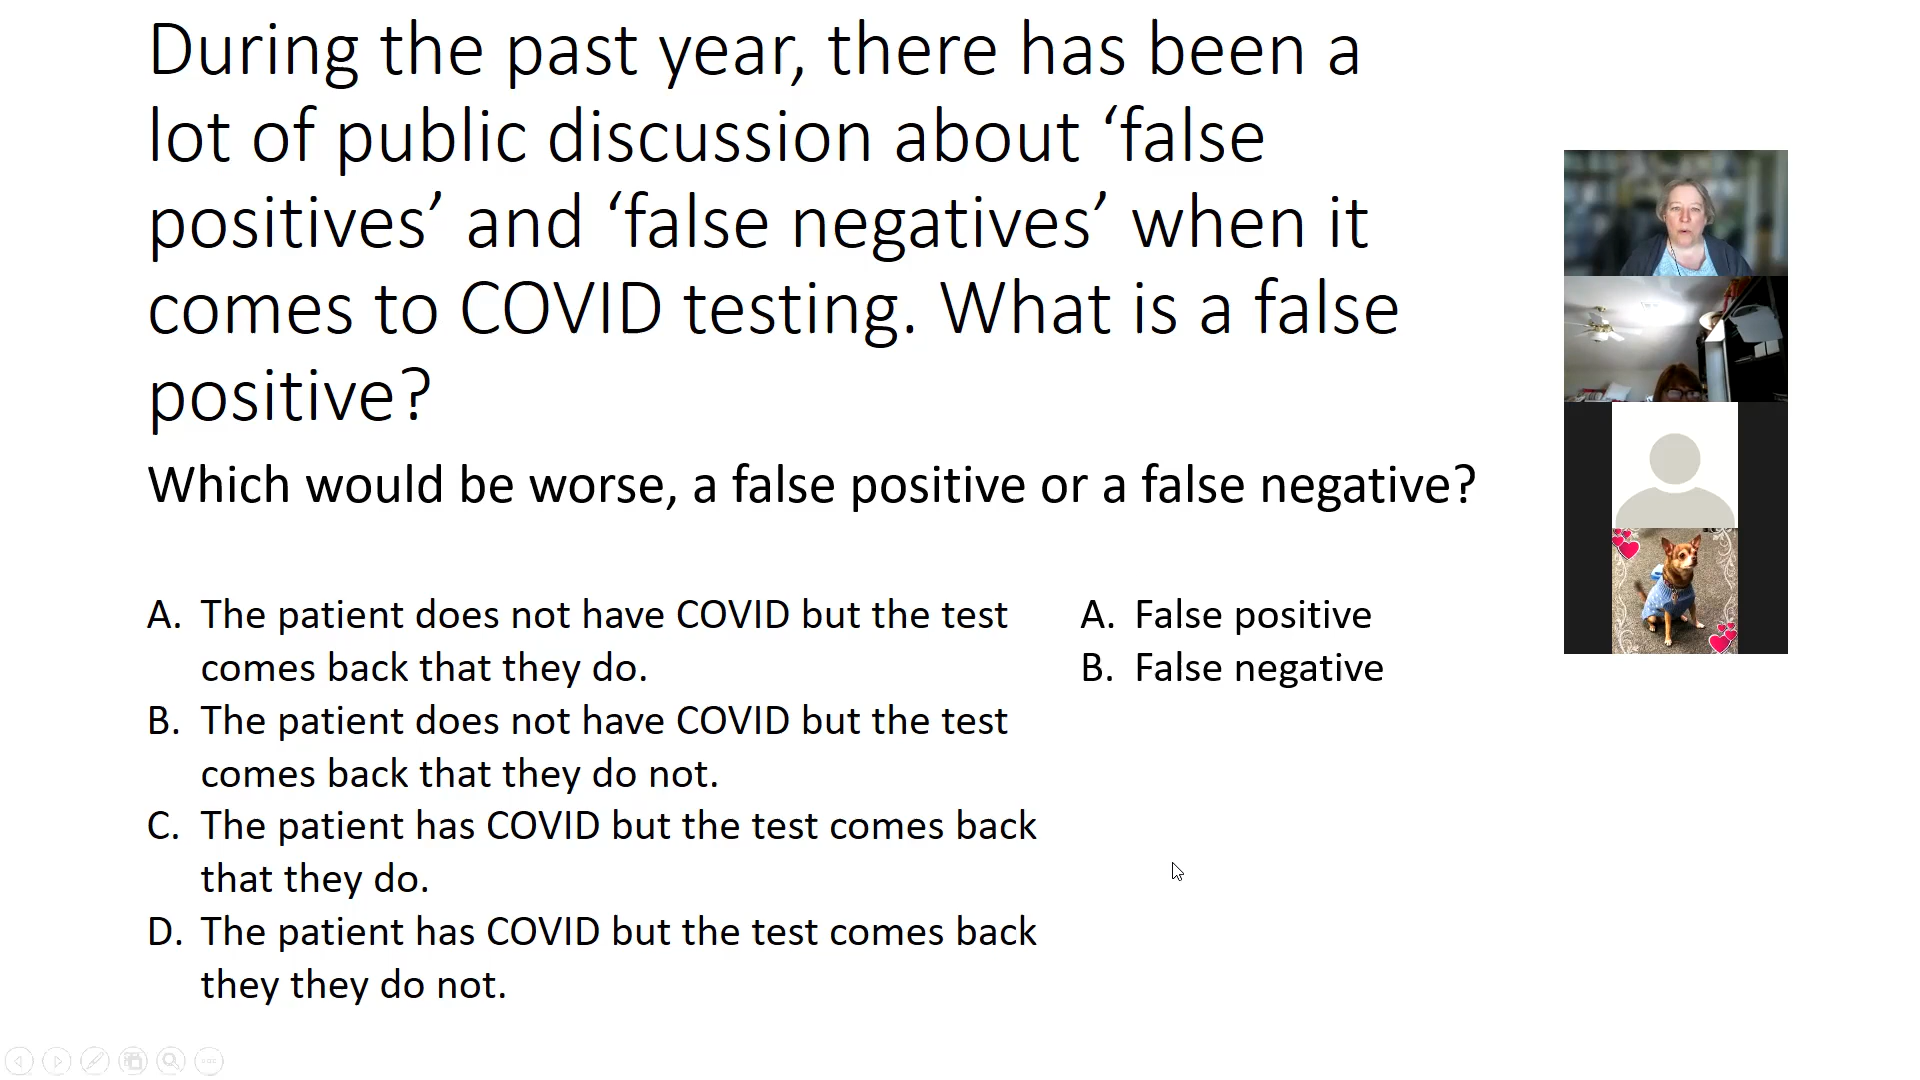 During the past year, there has been a
lot of public discussion about ‘false
positives’ and ‘false negatives’ when it
comes to COVID testing. What is a false
positive?
Which would be worse, a false positive or a false negative?
A. The patient does not have COVID but the test
comes back that they do.
B. The patient does not have COVID but the test
comes back that they do not.
C. The patient has COVID but the test comes back
that they do.
D. The patient has COVID but the test comes back
they they do not.
A. False positive
B. False negative